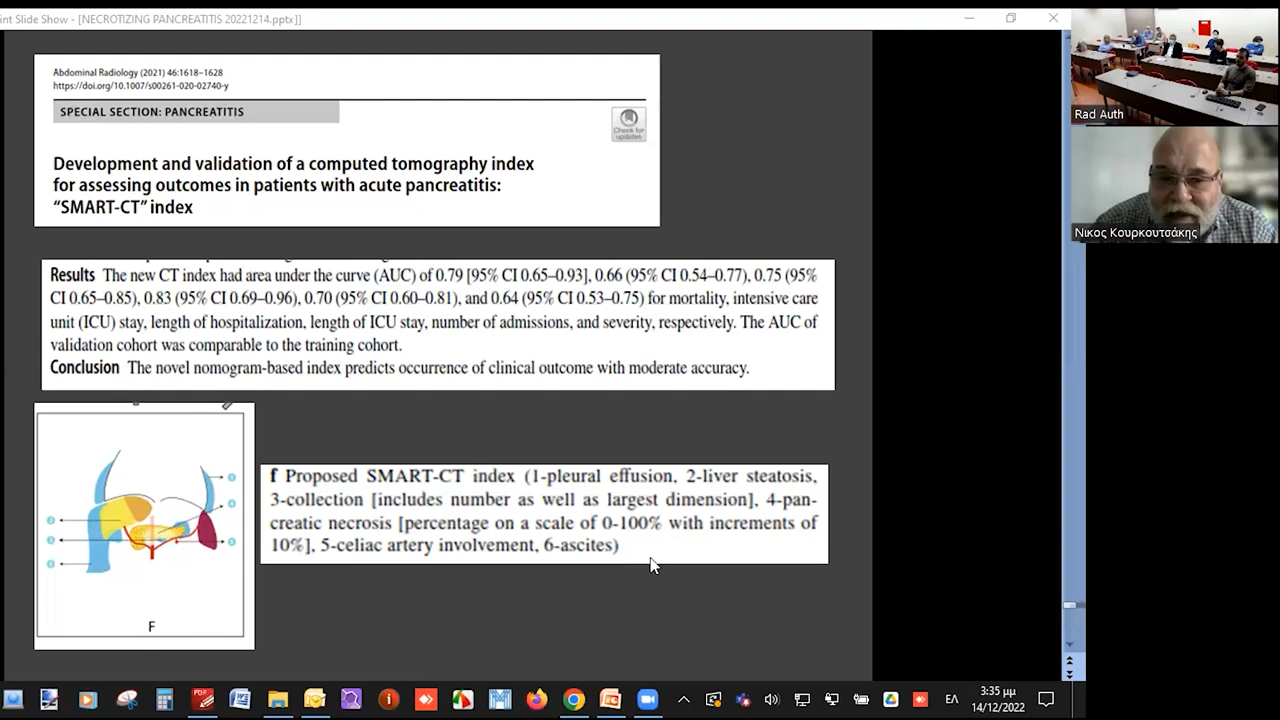 int Slide Show - [NECROTIZING PANCREATITIS 20221214.pptx]]
Abdominal Radiology (2021) 46:1618–1628
https://doi.org/10.1007/s00261-020-02740-y
SPECIAL SECTION: PANCREATITIS
Check for
updates
Development and validation of a computed tomography index
for assessing outcomes in patients with acute pancreatitis:
“SMART-CT” index
Results The new CT index had area under the curve (AUC) of 0.79 [95% CI 0.65–0.93], 0.66 (95% CI 0.54–0.77), 0.75 (95%
CI 0.65–0.85), 0.83 (95% CI 0.69–0.96), 0.70 (95% CI 0.60–0.81), and 0.64 (95% CI 0.53–0.75) for mortality, intensive care
unit (ICU) stay, length of hospitalization, length of ICU stay, number of admissions, and severity, respectively. The AUC of
validation cohort was comparable to the training cohort.
Conclusion The novel nomogram-based index predicts occurrence of clinical outcome with moderate accuracy.
F
f Proposed SMART-CT index (1-pleural effusion, 2-liver steatosis,
3-collection [includes number as well as largest dimension], 4-pan-
creatic necrosis [percentage on a scale of 0-100% with increments of
10%], 5-celiac artery involvement, 6-ascites)
Rad Auth
Νικος Κουρκουτσάκης
ΕΛ
3:35 μμ
14/12/2022